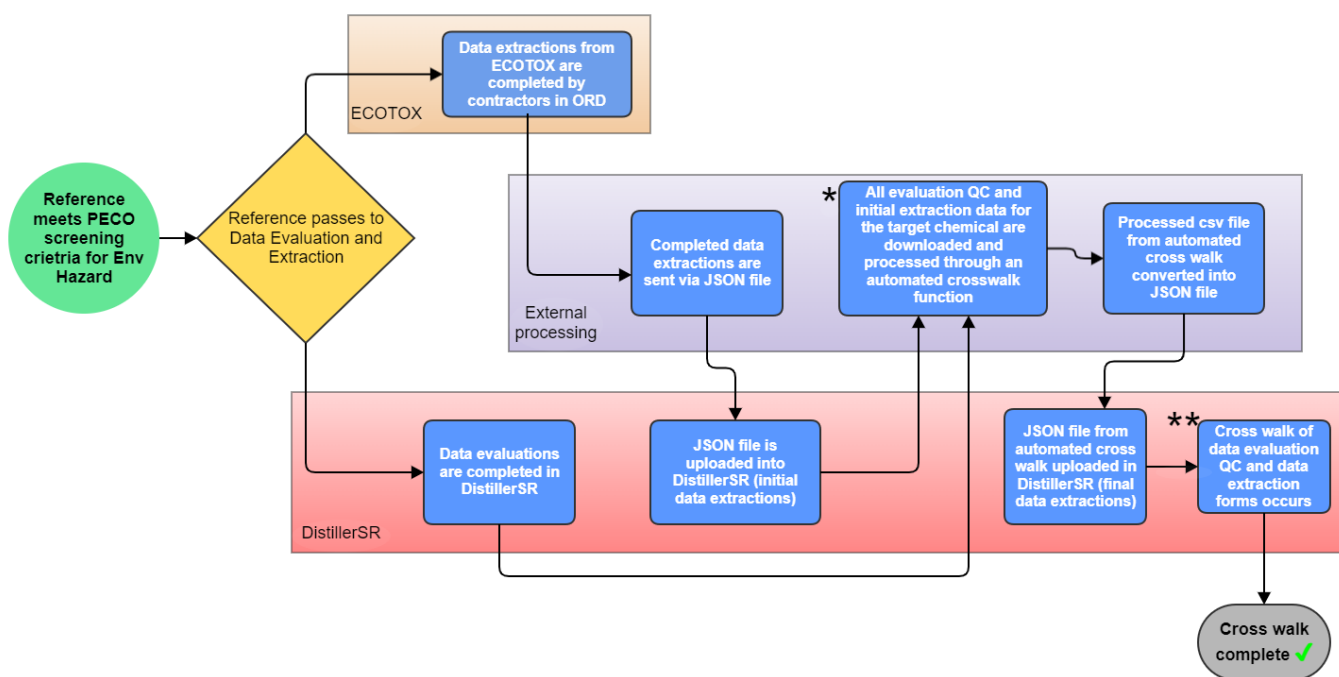 Data extractions from
ECOTOX are
completed by
contractors in ORD
ECOTOX
Reference
meets PECO
screening
crietria for Env
Hazard
Reference passes to
Data Evaluation and
Extraction
Completed data
extractions are
sent via JSON file
*
All evaluation QC and
initial extraction data for
the target chemical are
downloaded and
processed through an
automated crosswalk
function
Processed csv file
from automated
cross walk
converted into
JSON file
External
processing
Data evaluations
are completed in
DistillerSR
JSON file is
uploaded into
DistillerSR (initial
data extractions)
JSON file from
automated cross
walk uploaded in
DistillerSR (final
data extractions)
**
Cross walk of
data evaluation
QC and data
extraction
forms occurs
DistillerSR
Cross walk
complete ✓